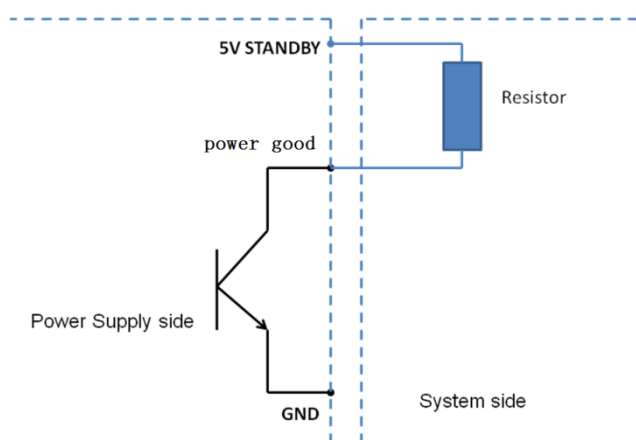 5V STANDBY
Resistor
power good
Power Supply side
System side
GND